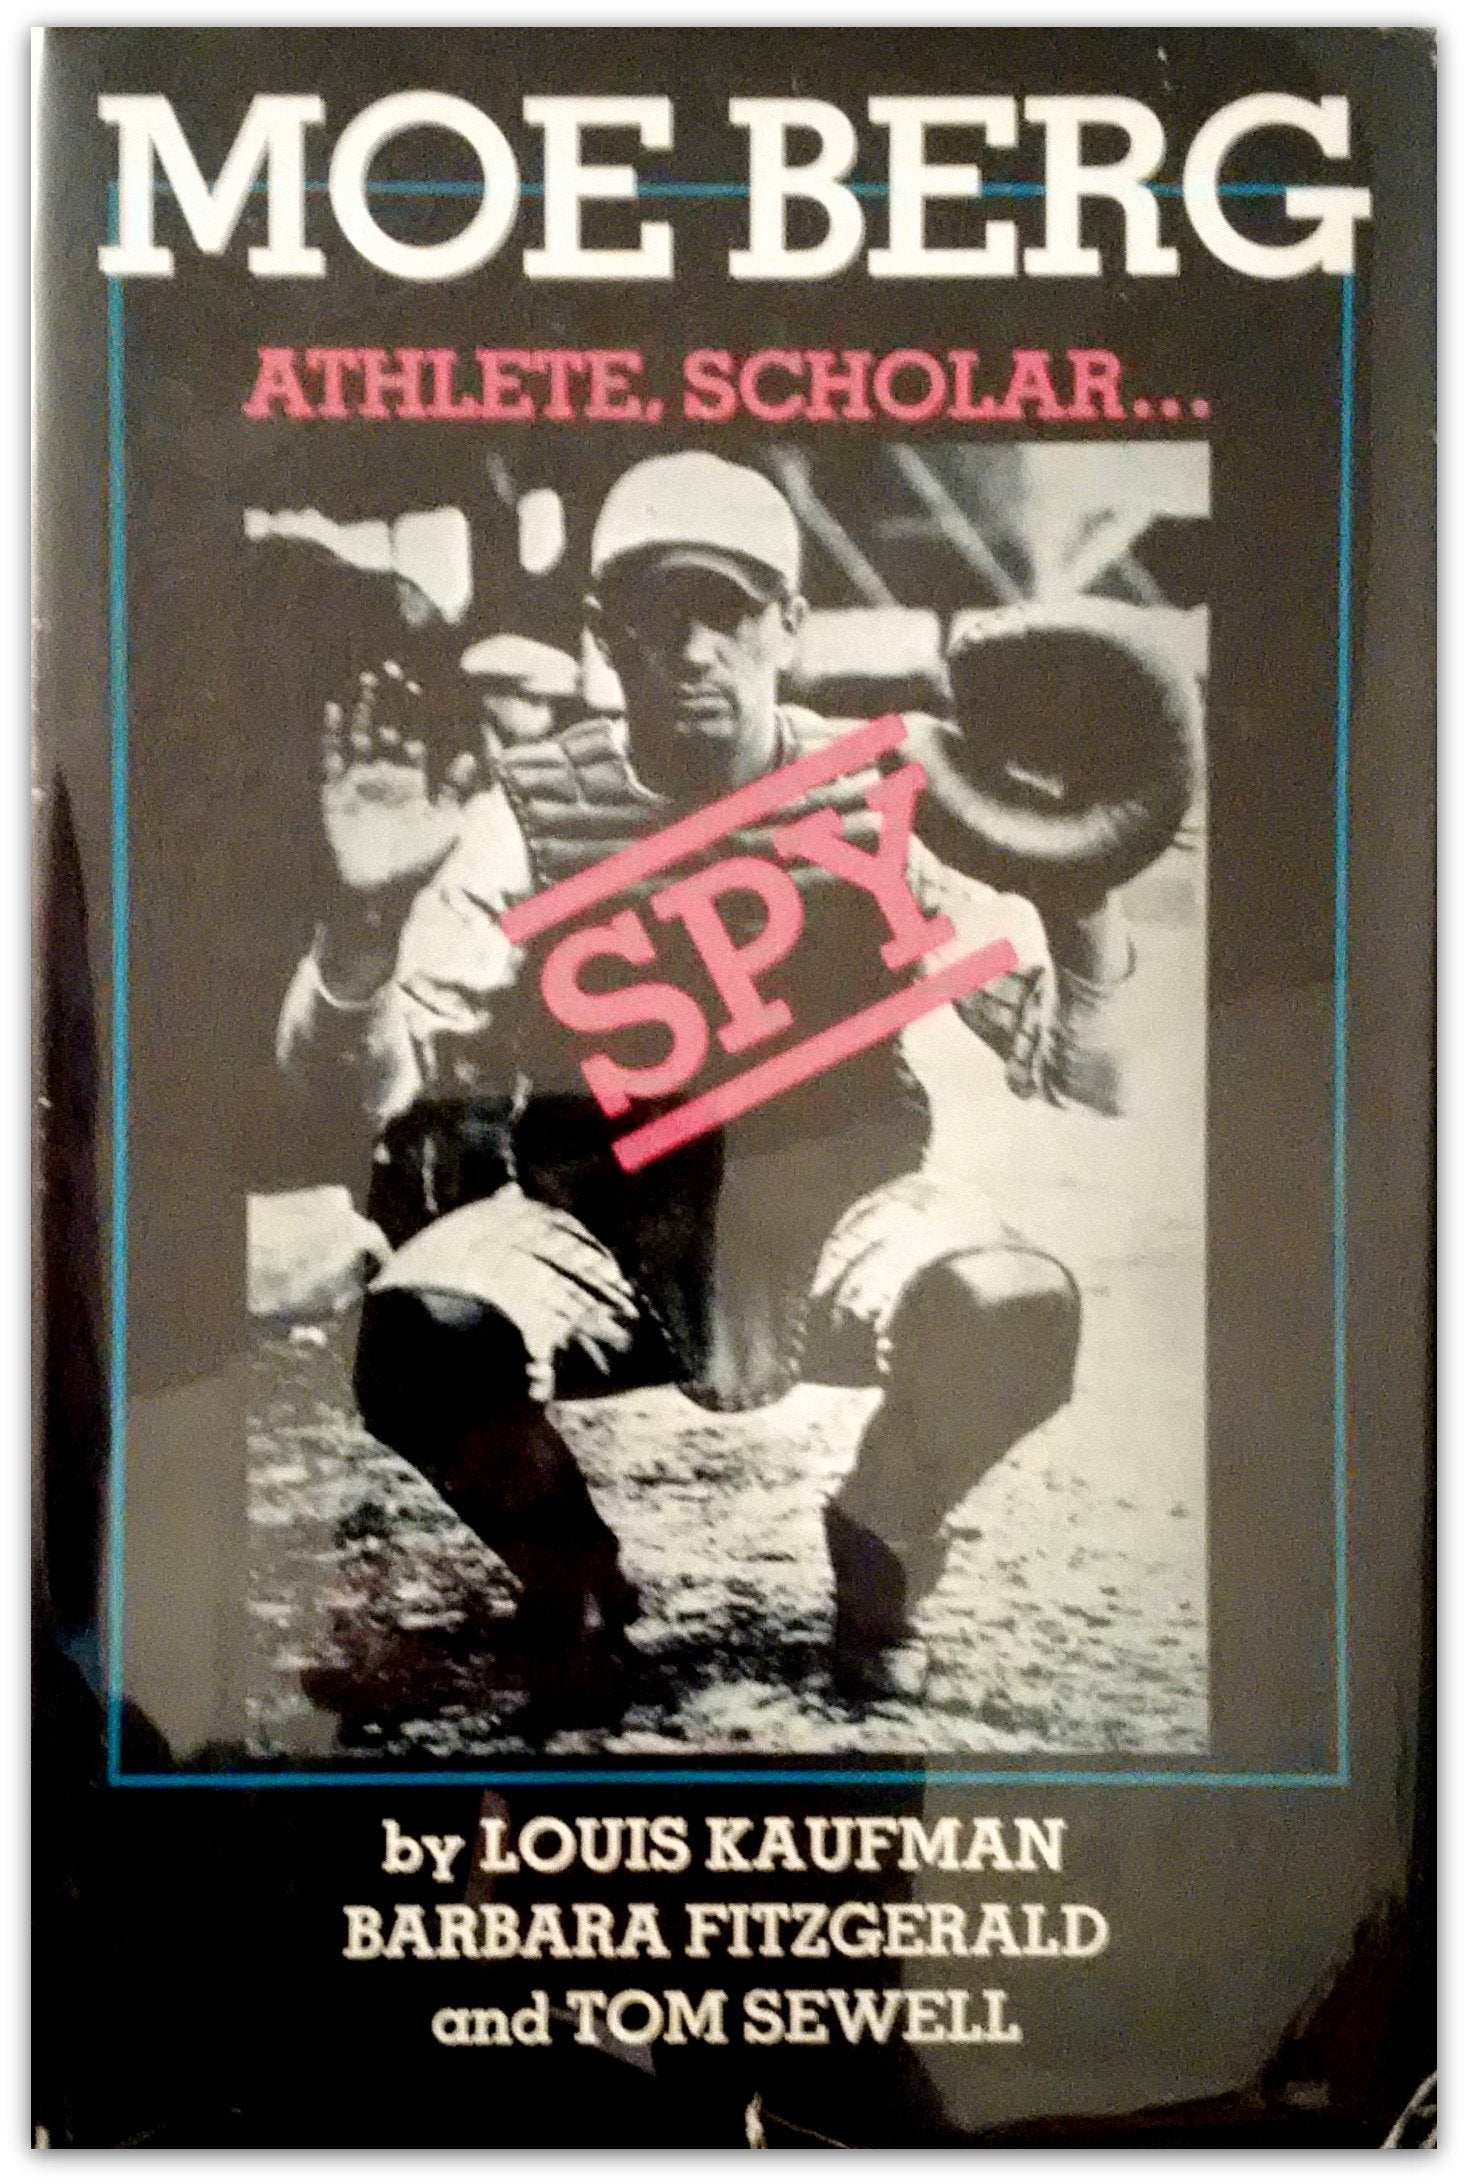 MOE BERG
ATHLETE, SCHOLAR...
SPY
by LOUIS KAUFMAN
BARBARA FITZGERALD
and TOM SEWELL